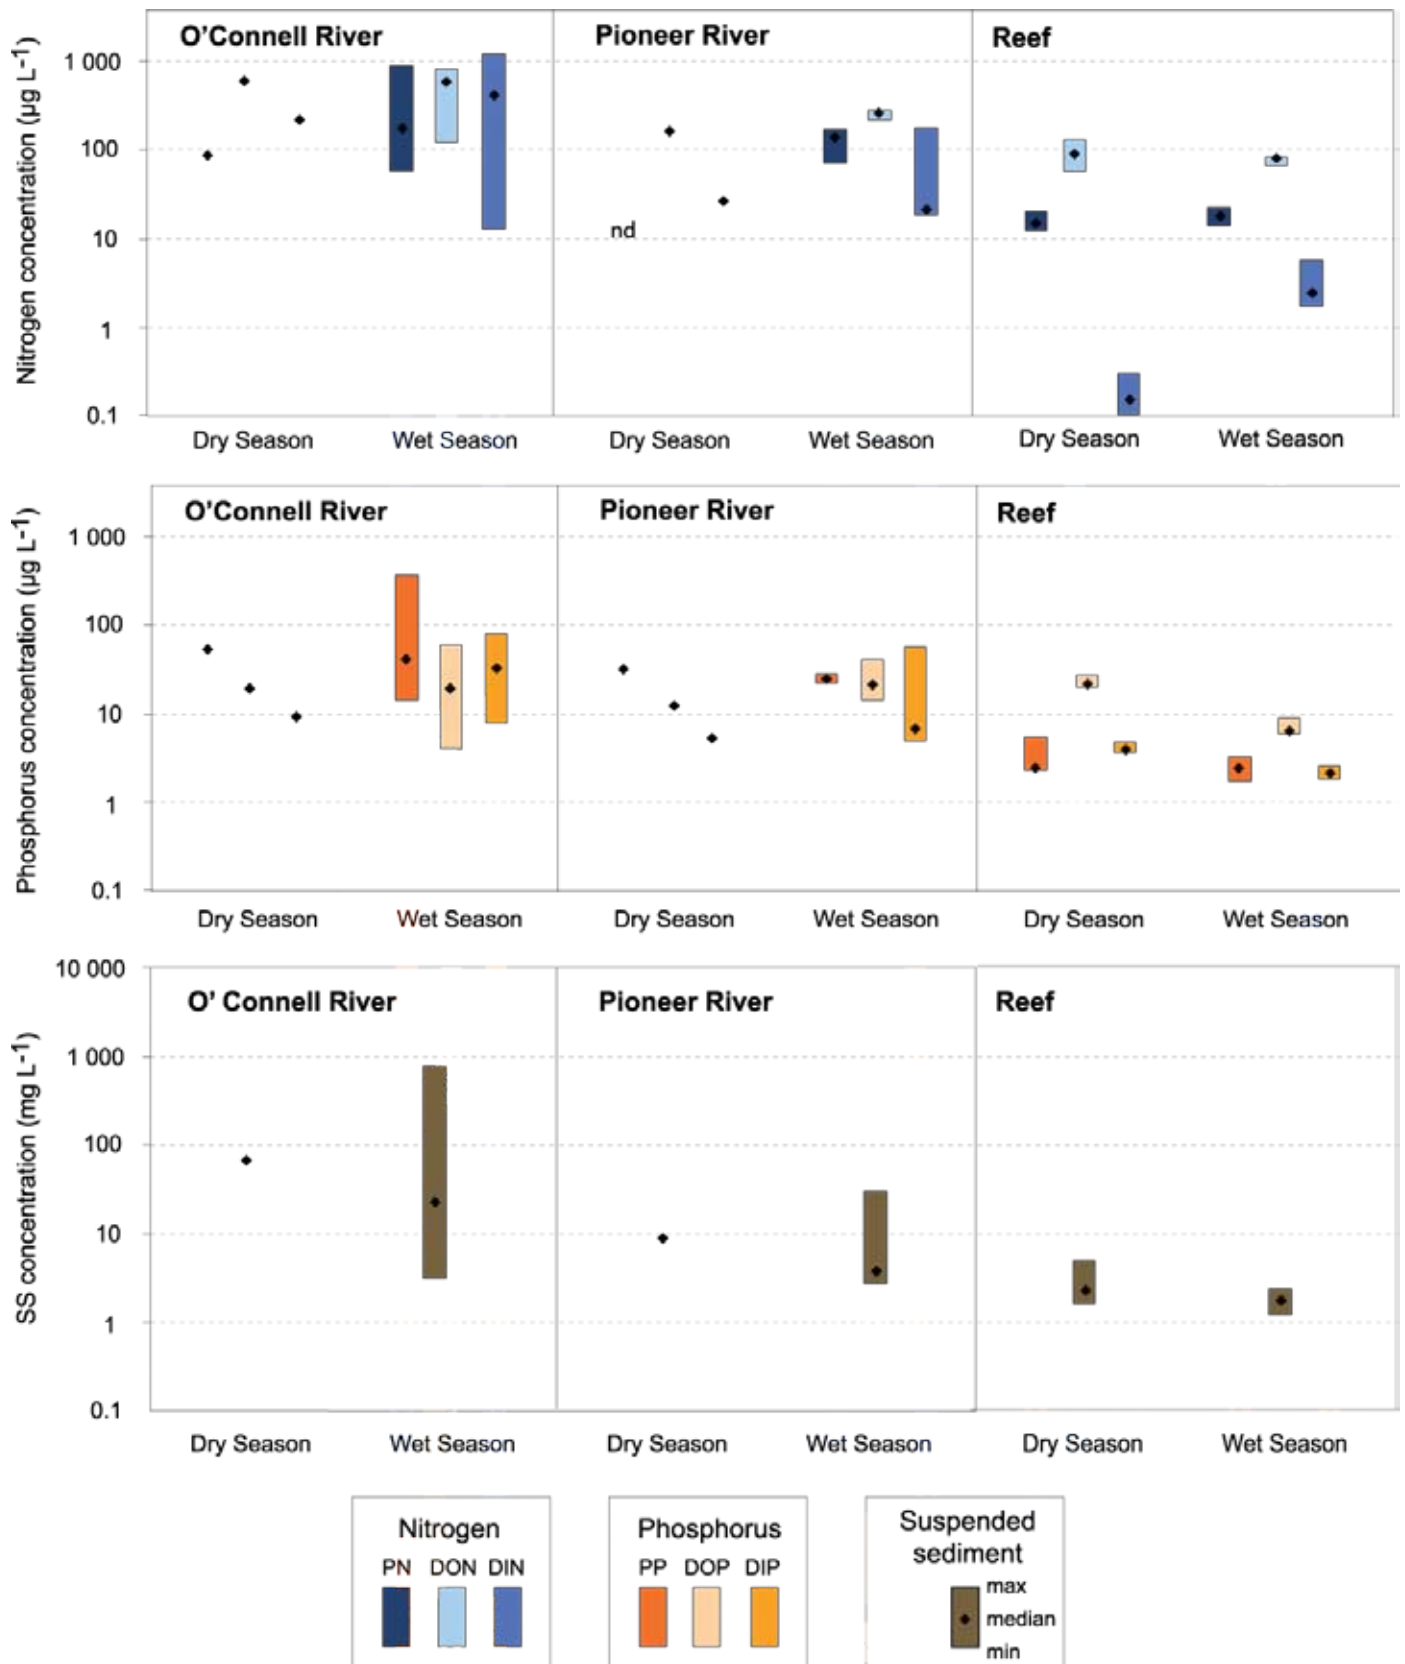 O'Connell River
Pioneer River
Reef
Nitrogen concentration (µg L⁻¹)
1 000
100
10
1
0.1
nd
Dry Season
Wet Season
Dry Season
Wet Season
Dry Season
Wet Season
O'Connell River
Pioneer River
Reef
Phosphorus concentration (µg L⁻¹)
1 000
100
10
1
0.1
Dry Season
Wet Season
Dry Season
Wet Season
Dry Season
Wet Season
O' Connell River
Pioneer River
Reef
SS concentration (mg L⁻¹)
10 000
1 000
100
10
1
0.1
Dry Season
Wet Season
Dry Season
Wet Season
Dry Season
Wet Season
Nitrogen
PN DON DIN
Phosphorus
PP DOP DIP
Suspended
sediment
max
median
min